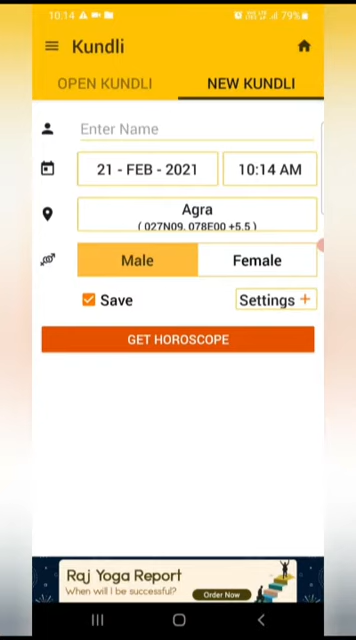 10:14 79%
Kundli
OPEN KUNDLI NEW KUNDLI
Enter Name
21 - FEB - 2021 10:14 AM
Agra
( 027N09, 078E00 +5.5 )
Male Female
Save Settings +
GET HOROSCOPE
Raj Yoga Report
When will I be successful? Order Now